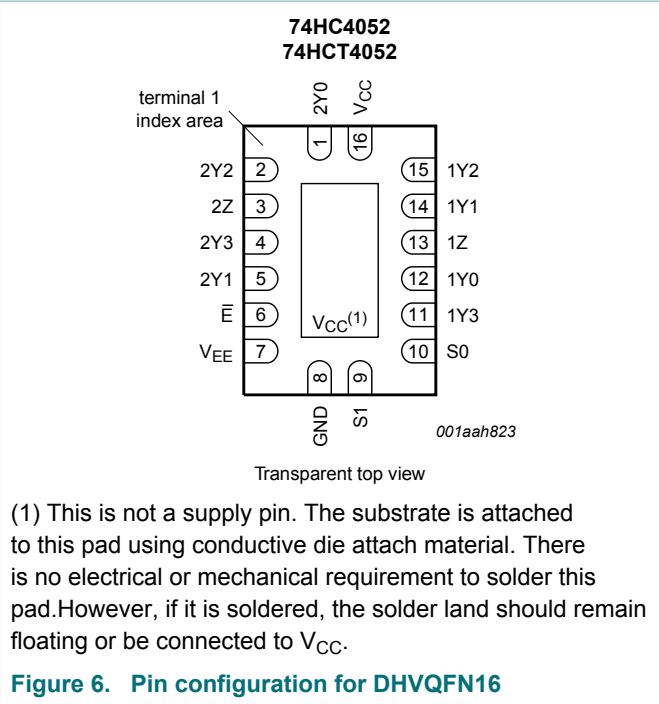 74HC4052
74HCT4052
terminal 1
index area
2Y0
VCC
1
16
2Y2 2
15 1Y2
2Z 3
14 1Y1
2Y3 4
13 1Z
2Y1 5
12 1Y0
E̅ 6
11 1Y3
VCC(1)
VEE 7
10 S0
8
9
GND
S1
001aah823
Transparent top view
(1) This is not a supply pin. The substrate is attached
to this pad using conductive die attach material. There
is no electrical or mechanical requirement to solder this
pad.However, if it is soldered, the solder land should remain
floating or be connected to VCC.
Figure 6. Pin configuration for DHVQFN16